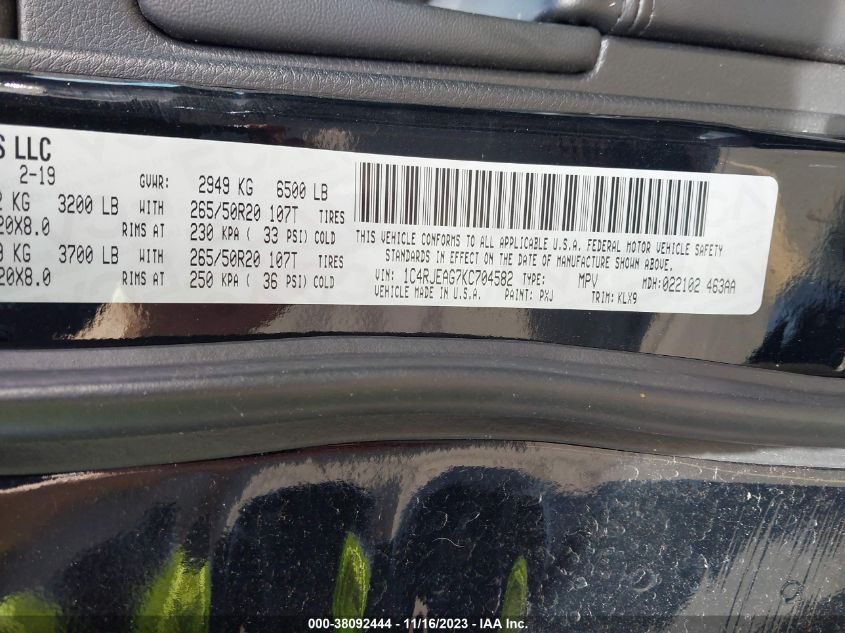 S LLC
2-19 GVWR: 2949 KG 6500 LB
KG 3200 LB WITH 265/50R20 107T TIRES
20X8.0 RIMS AT 230 KPA ( 33 PSI) COLD
KG 3700 LB WITH 265/50R20 107T TIRES
20X8.0 RIMS AT 250 KPA ( 36 PSI) COLD
THIS VEHICLE CONFORMS TO ALL APPLICABLE U.S.A. FEDERAL MOTOR VEHICLE SAFETY
STANDARDS IN EFFECT ON THE DATE OF MANUFACTURE SHOWN ABOVE.
VIN: 1C4RJEAG7KC704582 TYPE: MPV MDH:022102 463AA
VEHICLE MADE IN U.S.A. PAINT: PXJ TRIM: KLX9
000-38092444 - 11/16/2023 - IAA Inc.